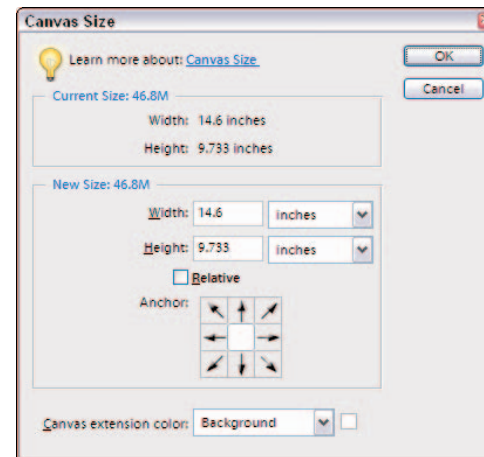 Canvas Size
Learn more about: Canvas Size
OK
Cancel
Current Size: 46.8M
Width: 14.6 inches
Height: 9.733 inches
New Size: 46.8M
Width: 14.6 inches
Height: 9.733 inches
Relative
Anchor:
Canvas extension color: Background